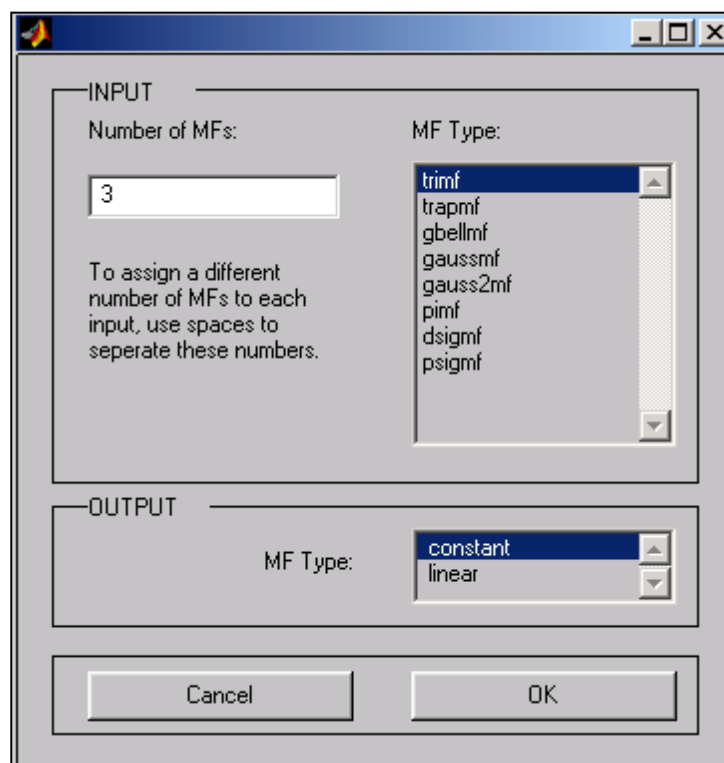 INPUT
Number of MFs:
3
To assign a different
number of MFs to each
input, use spaces to
seperate these numbers.
MF Type:
trimf
trapmf
gbellmf
gaussmf
gauss2mf
pimf
dsigmf
psigmf
OUTPUT
MF Type:
constant
linear
Cancel
OK